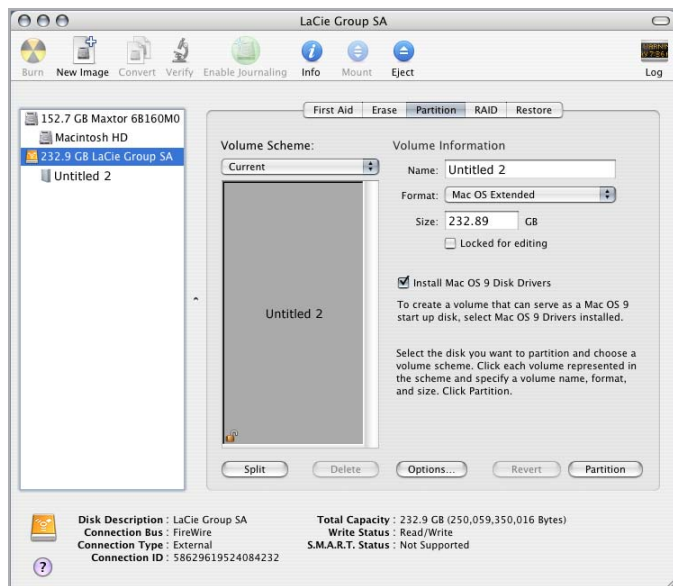 LaCie Group SA
Burn New Image Convert Verify Enable Journaling Info Mount Eject Log
First Aid Erase Partition RAID Restore
152.7 GB Maxtor 6B160M0
Macintosh HD
232.9 GB LaCie Group SA
Untitled 2
Volume Scheme:
Current
Untitled 2
Volume Information
Name: Untitled 2
Format: Mac OS Extended
Size: 232.89 GB
Locked for editing
Install Mac OS 9 Disk Drivers
To create a volume that can serve as a Mac OS 9
start up disk, select Mac OS 9 Drivers installed.
Select the disk you want to partition and choose a
volume scheme. Click each volume represented in
the scheme and specify a volume name, format,
and size. Click Partition.
Split Delete Options... Revert Partition
Disk Description : LaCie Group SA
Connection Bus : FireWire
Connection Type : External
Connection ID : 58629619524084232
Total Capacity : 232.9 GB (250,059,350,016 Bytes)
Write Status : Read/Write
S.M.A.R.T. Status : Not Supported
?